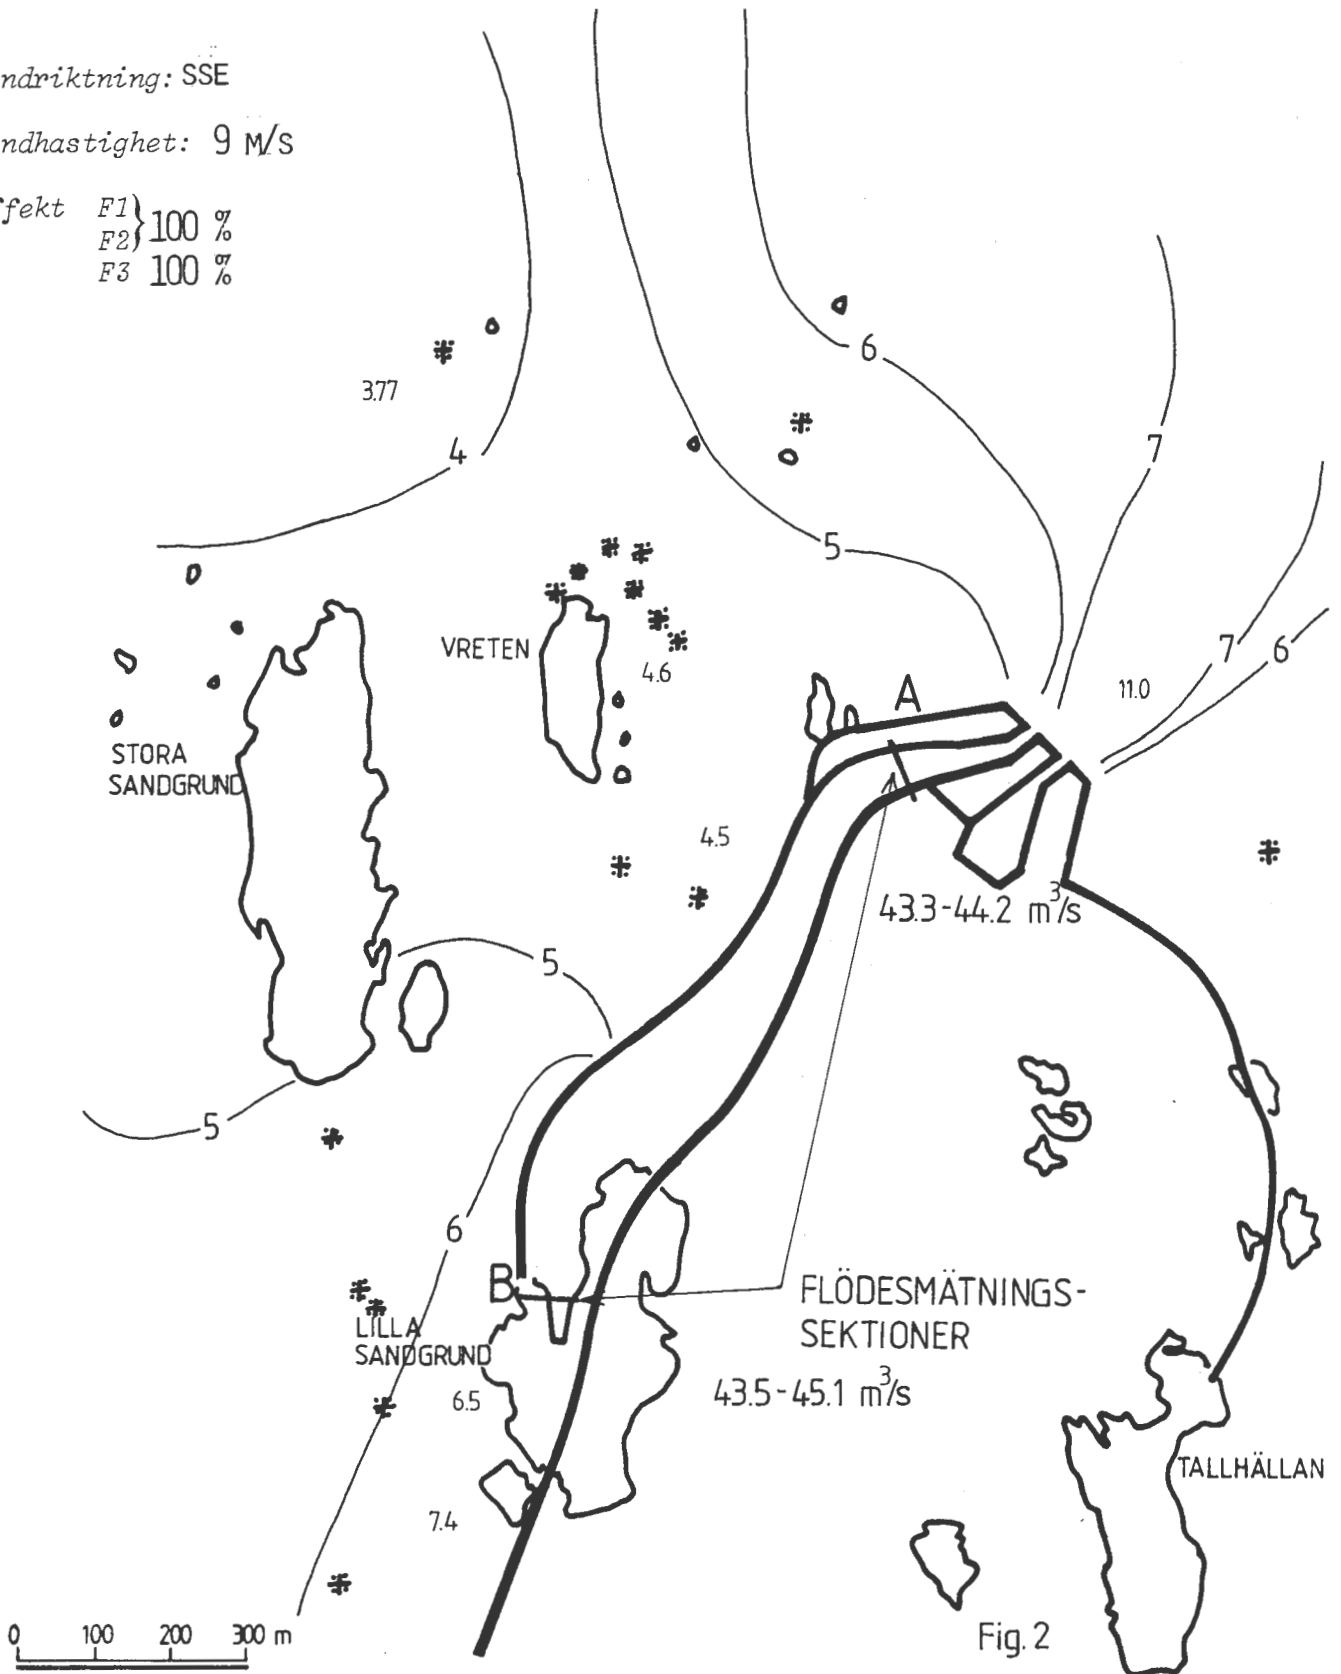 ndriktning: SSE
ndhastighet: 9 M/S
ffekt F1} 100 %
F2}
F3 100 %
6
3.77
4
7
5
VRETEN
4.6
7 6
11.0
A
STORA
SANDGRUND
4.5
43.3-44.2 m³/s
5
5
6
B
FLÖDESMÄTNINGS-
SEKTIONER
LILLA
SANDGRUND
6.5
43.5-45.1 m³/s
TALLHÄLLAN
7.4
Fig. 2
0 100 200 300 m